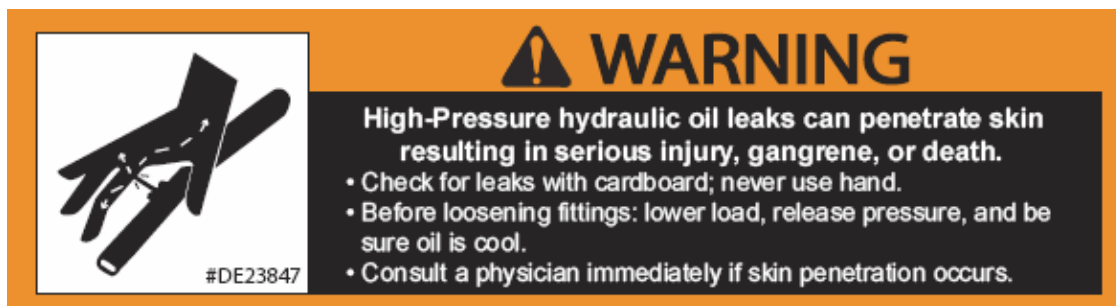 WARNING
High-Pressure hydraulic oil leaks can penetrate skin
resulting in serious injury, gangrene, or death.
• Check for leaks with cardboard; never use hand.
• Before loosening fittings: lower load, release pressure, and be
sure oil is cool.
• Consult a physician immediately if skin penetration occurs.
#DE23847